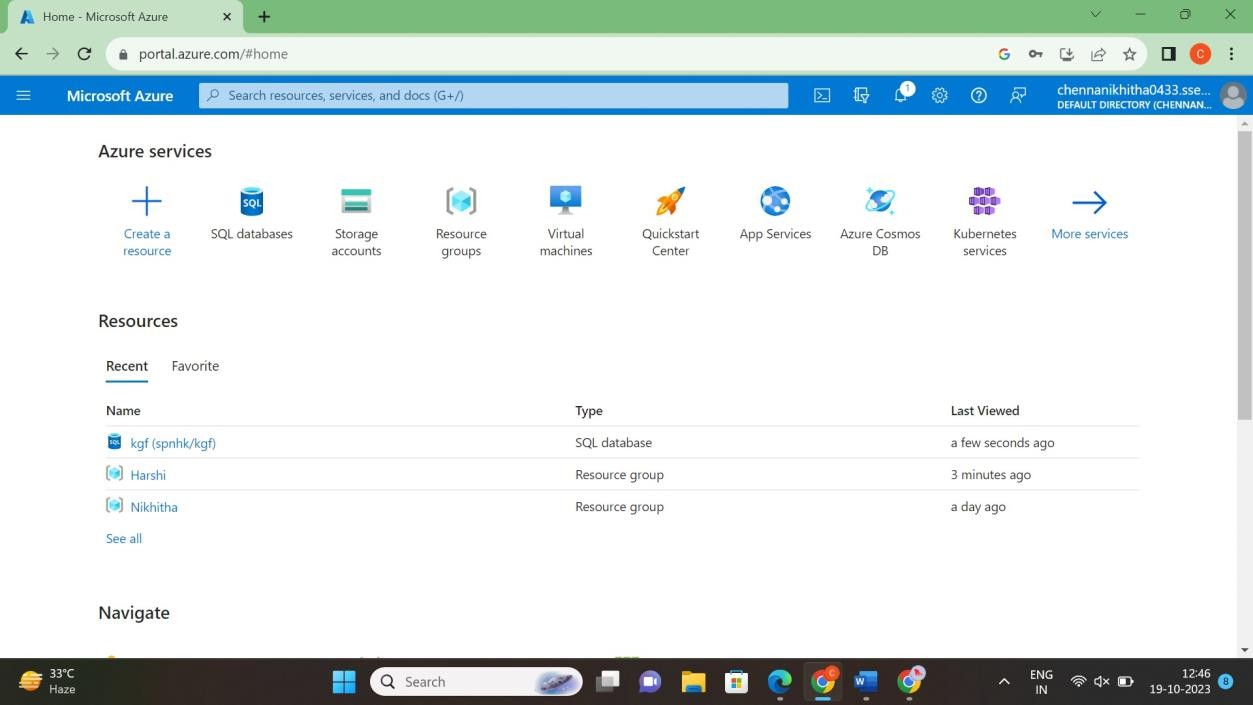 Home - Microsoft Azure
portal.azure.com/#home
G
C
Microsoft Azure
Search resources, services, and docs (G+/)
1
chennanikhitha0433.sse...
DEFAULT DIRECTORY (CHENNAN...
Azure services
Create a resource
SQL
SQL databases
Storage accounts
Resource groups
Virtual machines
Quickstart Center
App Services
Azure Cosmos DB
Kubernetes services
More services
Resources
Recent
Favorite
Name
Type
Last Viewed
SQL
kgf (spnhk/kgf)
SQL database
a few seconds ago
Harshi
Resource group
3 minutes ago
Nikhitha
Resource group
a day ago
See all
Navigate
33°C
Haze
Search
C
W
ENG
IN
12:46
19-10-2023
8